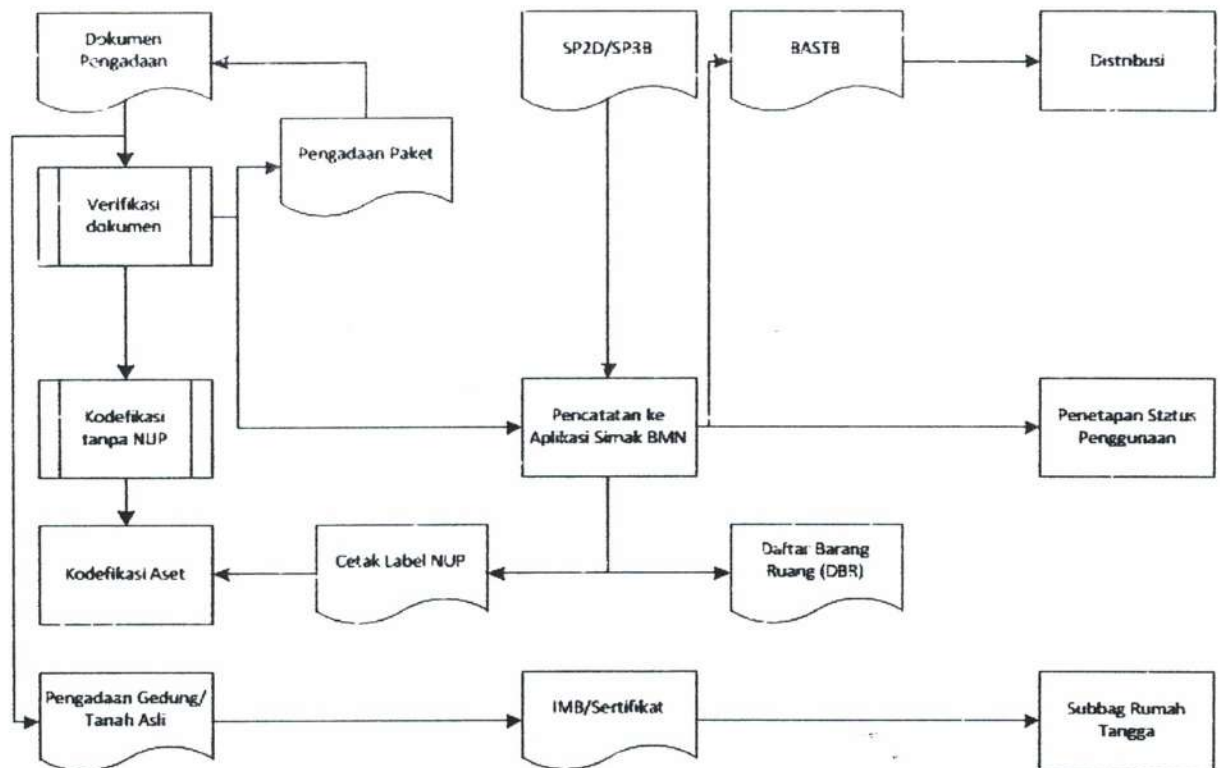 Dokumen
Pengadaan
SP2D/SP3B
BASTB
Distribusi
Pengadaan Paket
Verifikasi
dokumen
Kodefikasi
tanpa NUP
Pencatatan ke
Aplikasi Simak BMN
Penetapan Status
Penggunaan
Kodefikasi Aset
Cetak Label NUP
Daftar Barang
Ruang (DBR)
Pengadaan Gedung/
Tanah Asli
IMB/Sertifikat
Subbag Rumah
Tangga